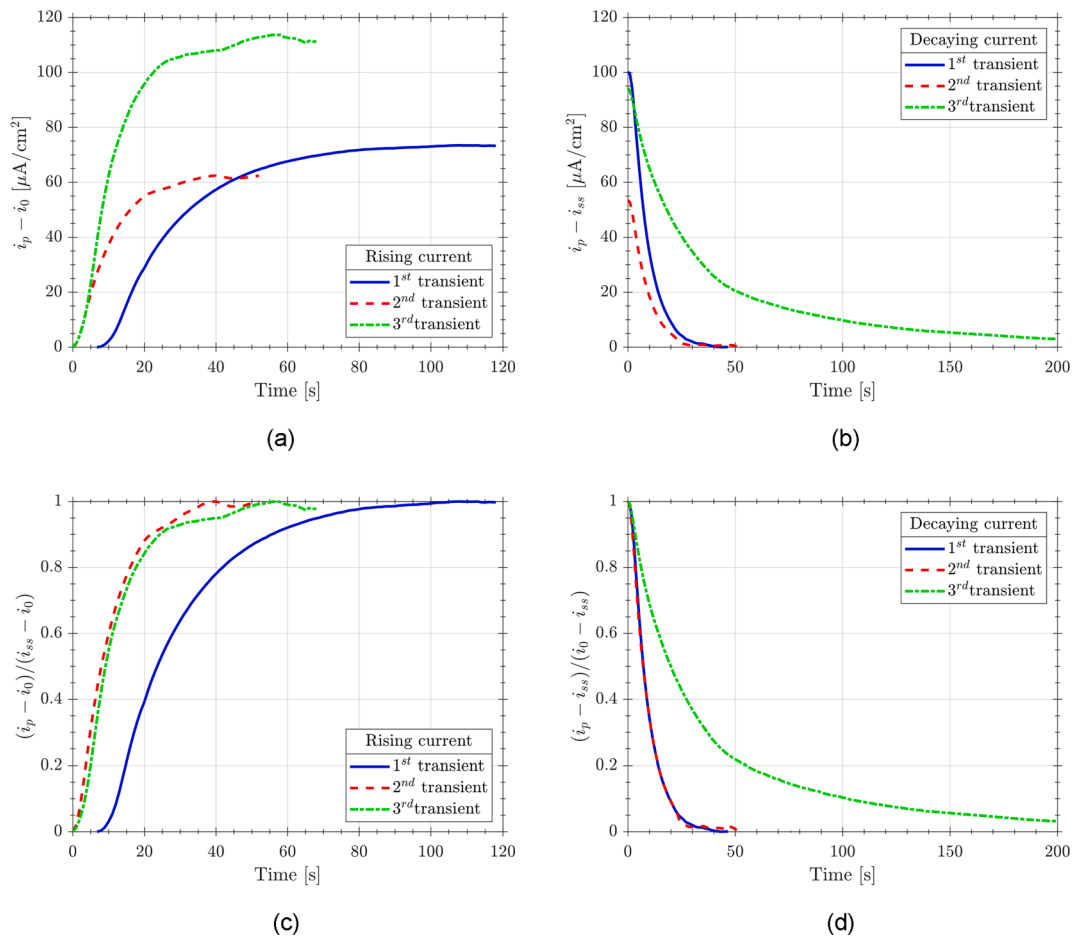 120
100
80
60
40
20
0
i_p − i_0 [μA/cm²]
Rising current
1st transient
2nd transient
3rd transient
0 20 40 60 80 100 120
Time [s]
(a)
120
100
80
60
40
20
0
i_p − i_ss [μA/cm²]
Decaying current
1st transient
2nd transient
3rd transient
0 50 100 150 200
Time [s]
(b)
1
0.8
0.6
0.4
0.2
0
(i_p − i_0)/(i_ss − i_0)
Rising current
1st transient
2nd transient
3rd transient
0 20 40 60 80 100 120
Time [s]
(c)
1
0.8
0.6
0.4
0.2
0
(i_p − i_ss)/(i_0 − i_ss)
Decaying current
1st transient
2nd transient
3rd transient
0 50 100 150 200
Time [s]
(d)